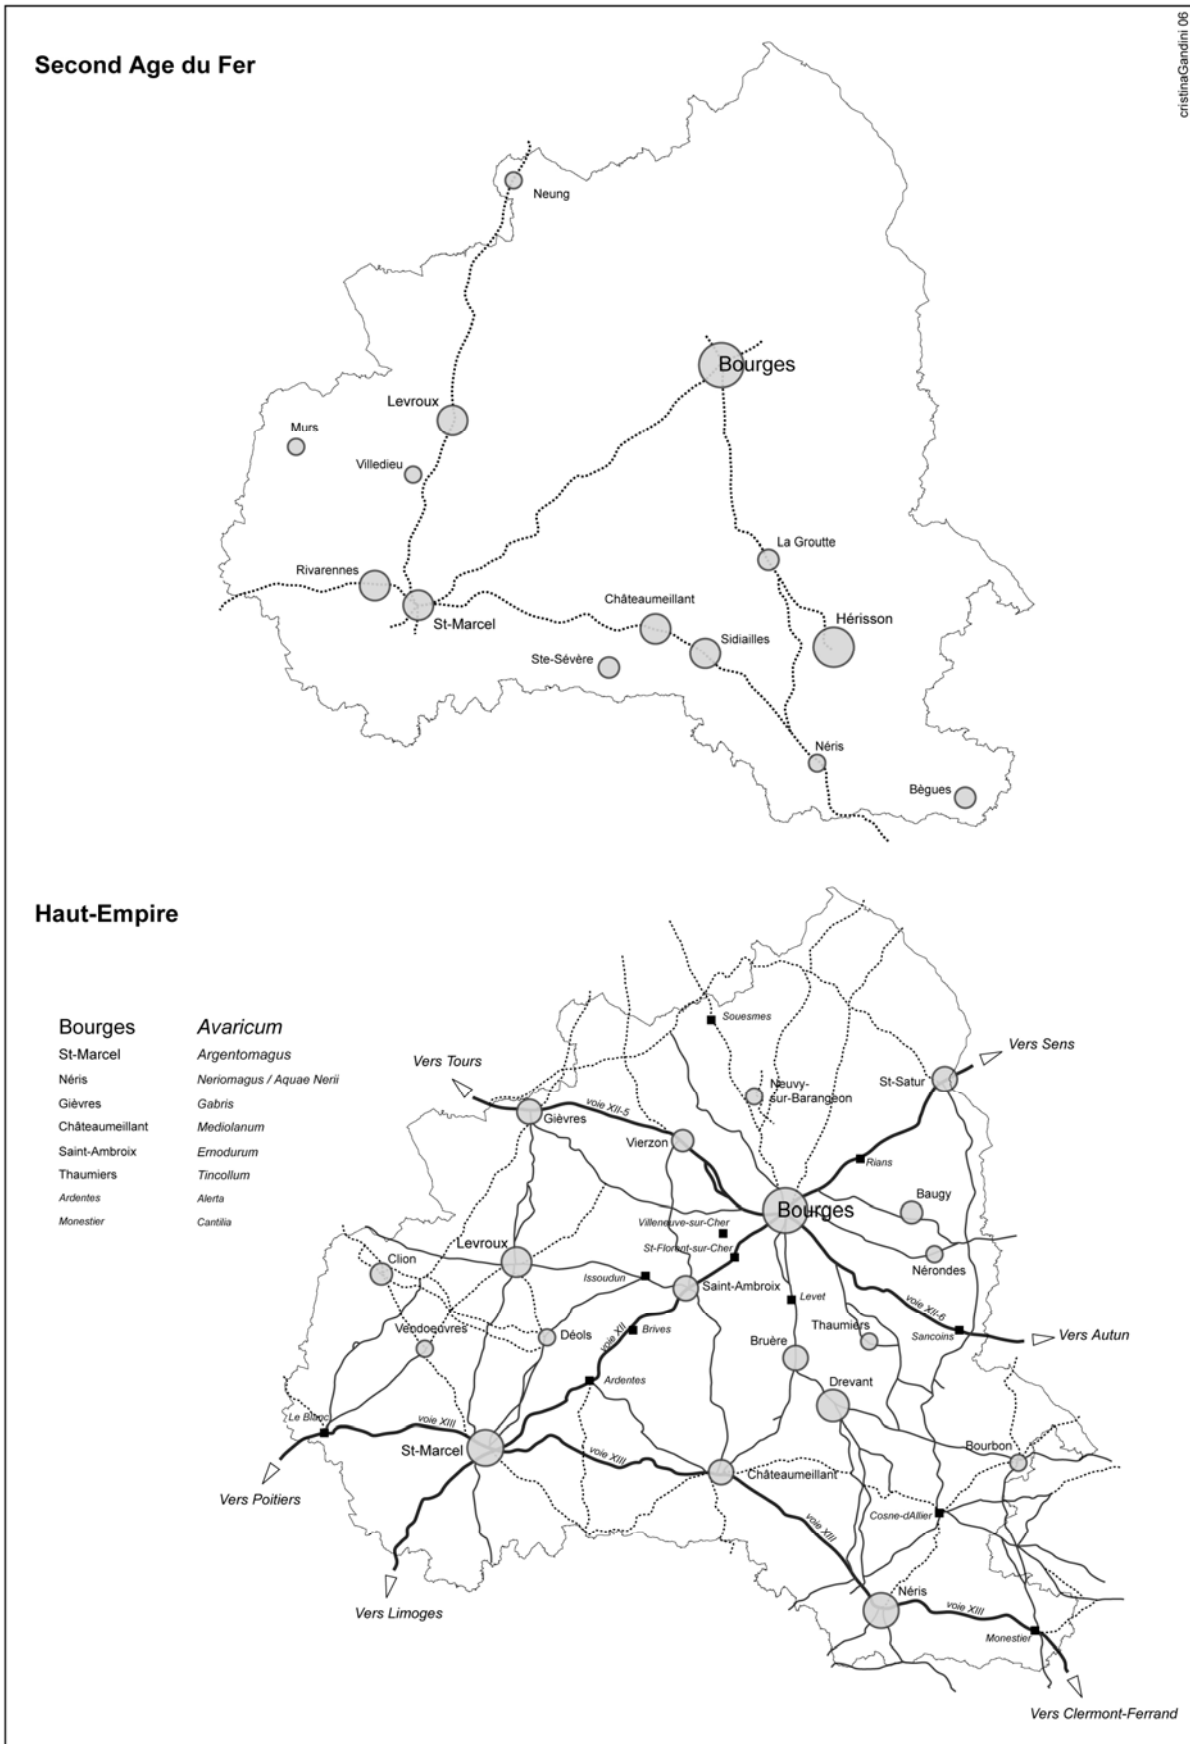 cristinaGandini 06
Second Age du Fer
Neung
Bourges
Levroux
Murs
Villedieu
La Groutte
Rivarennes
Châteaumeillant
Hérisson
St-Marcel
Sidiailles
Ste-Sévère
Néris
Bègues
Haut-Empire
Bourges Avaricum
St-Marcel Argentomagus
Néris Neriomagus / Aquae Nerii
Gièvres Gabris
Châteaumeillant Mediolanum
Saint-Ambroix Ernodurum
Thaumiers Tincollum
Ardentes Alerta
Monestier Cantilia
Souesmes
Vers Sens
Vers Tours
St-Satur
Neuvy-
sur-Barangeon
voie XII-5
Gièvres
Vierzon
Rians
Baugy
Bourges
Villeneuve-sur-Cher
Levroux
St-Florent-sur-Cher
Clion
Nérondes
Issoudun
Saint-Ambroix
Levet
voie XII-6
Thaumiers
Vendoeuvres
Déols
voie XII
Brives
Sancoins
Vers Autun
Bruère
Ardentes
Drevant
Le Blanc
voie XIII
St-Marcel
Bourbon
voie XIII
Châteaumeillant
Vers Poitiers
Cosne-dAllier
voie XIII
Néris
Vers Limoges
voie XIII
Monestier
Vers Clermont-Ferrand